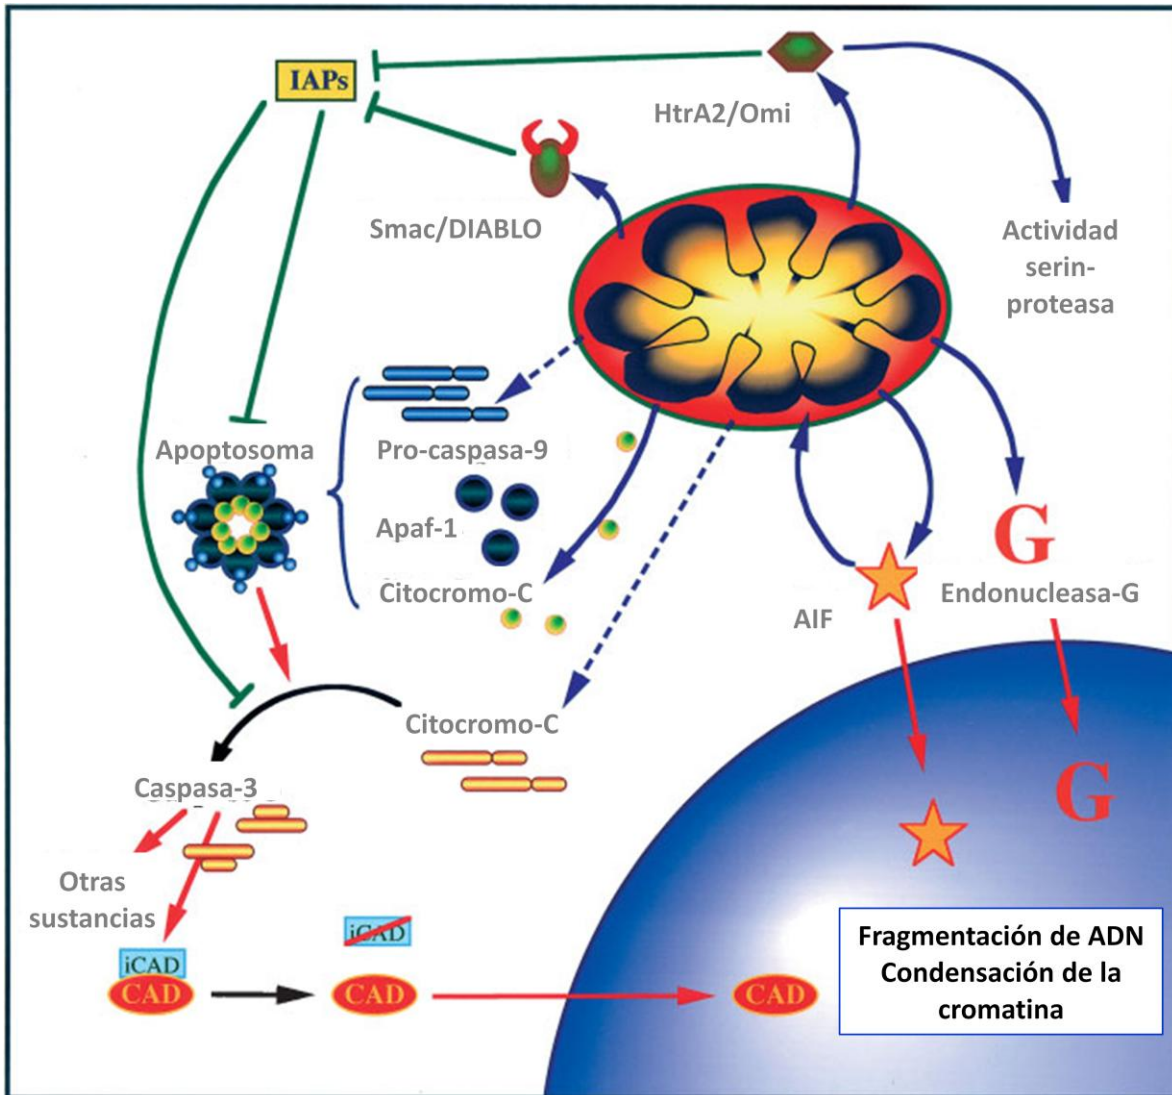 IAPs
HtrA2/Omi
Smac/DIABLO
Actividad
serin-
proteasa
Apoptosoma
Pro-caspasa-9
Apaf-1
Citocromo-C
G
Endonucleasa-G
AIF
Citocromo-C
G
Caspasa-3
Otras
sustancias
iCAD
CAD
iCAD
CAD
CAD
Fragmentación de ADN
Condensación de la
cromatina